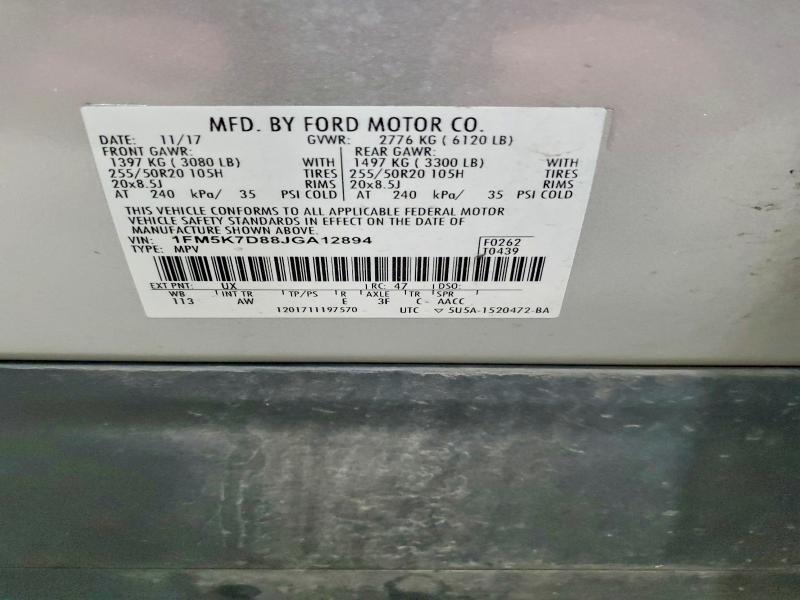 MFD. BY FORD MOTOR CO.
DATE: 11/17 GVWR: 2776 KG ( 6120 LB)
FRONT GAWR: REAR GAWR:
1397 KG ( 3080 LB) WITH 1497 KG ( 3300 LB) WITH
255/50R20 105H TIRES 255/50R20 105H TIRES
20x8.5J RIMS 20x8.5J RIMS
AT 240 kPa/ 35 PSI COLD AT 240 kPa/ 35 PSI COLD
THIS VEHICLE CONFORMS TO ALL APPLICABLE FEDERAL MOTOR
VEHICLE SAFETY STANDARDS IN EFFECT ON THE DATE OF
MANUFACTURE SHOWN ABOVE.
VIN: 1FM5K7D88JGA12894 F0262
TYPE: MPV T0439
EXT PNT: UX RC: 47 DSO:
WB INT TR TP/PS R AXLE TR SPR
113 AW E 3F C AACC
1201711197570 UTC ▽ 5U5A-1520472-BA